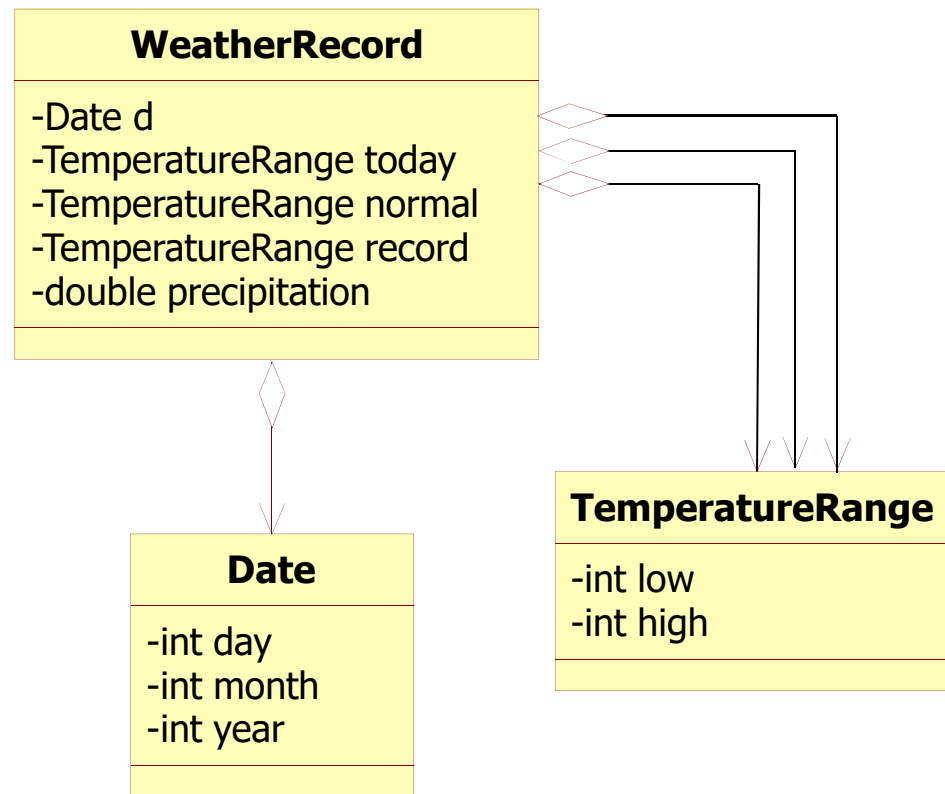 WeatherRecord
-Date d
-TemperatureRange today
-TemperatureRange normal
-TemperatureRange record
-double precipitation
Date
-int day
-int month
-int year
TemperatureRange
-int low
-int high